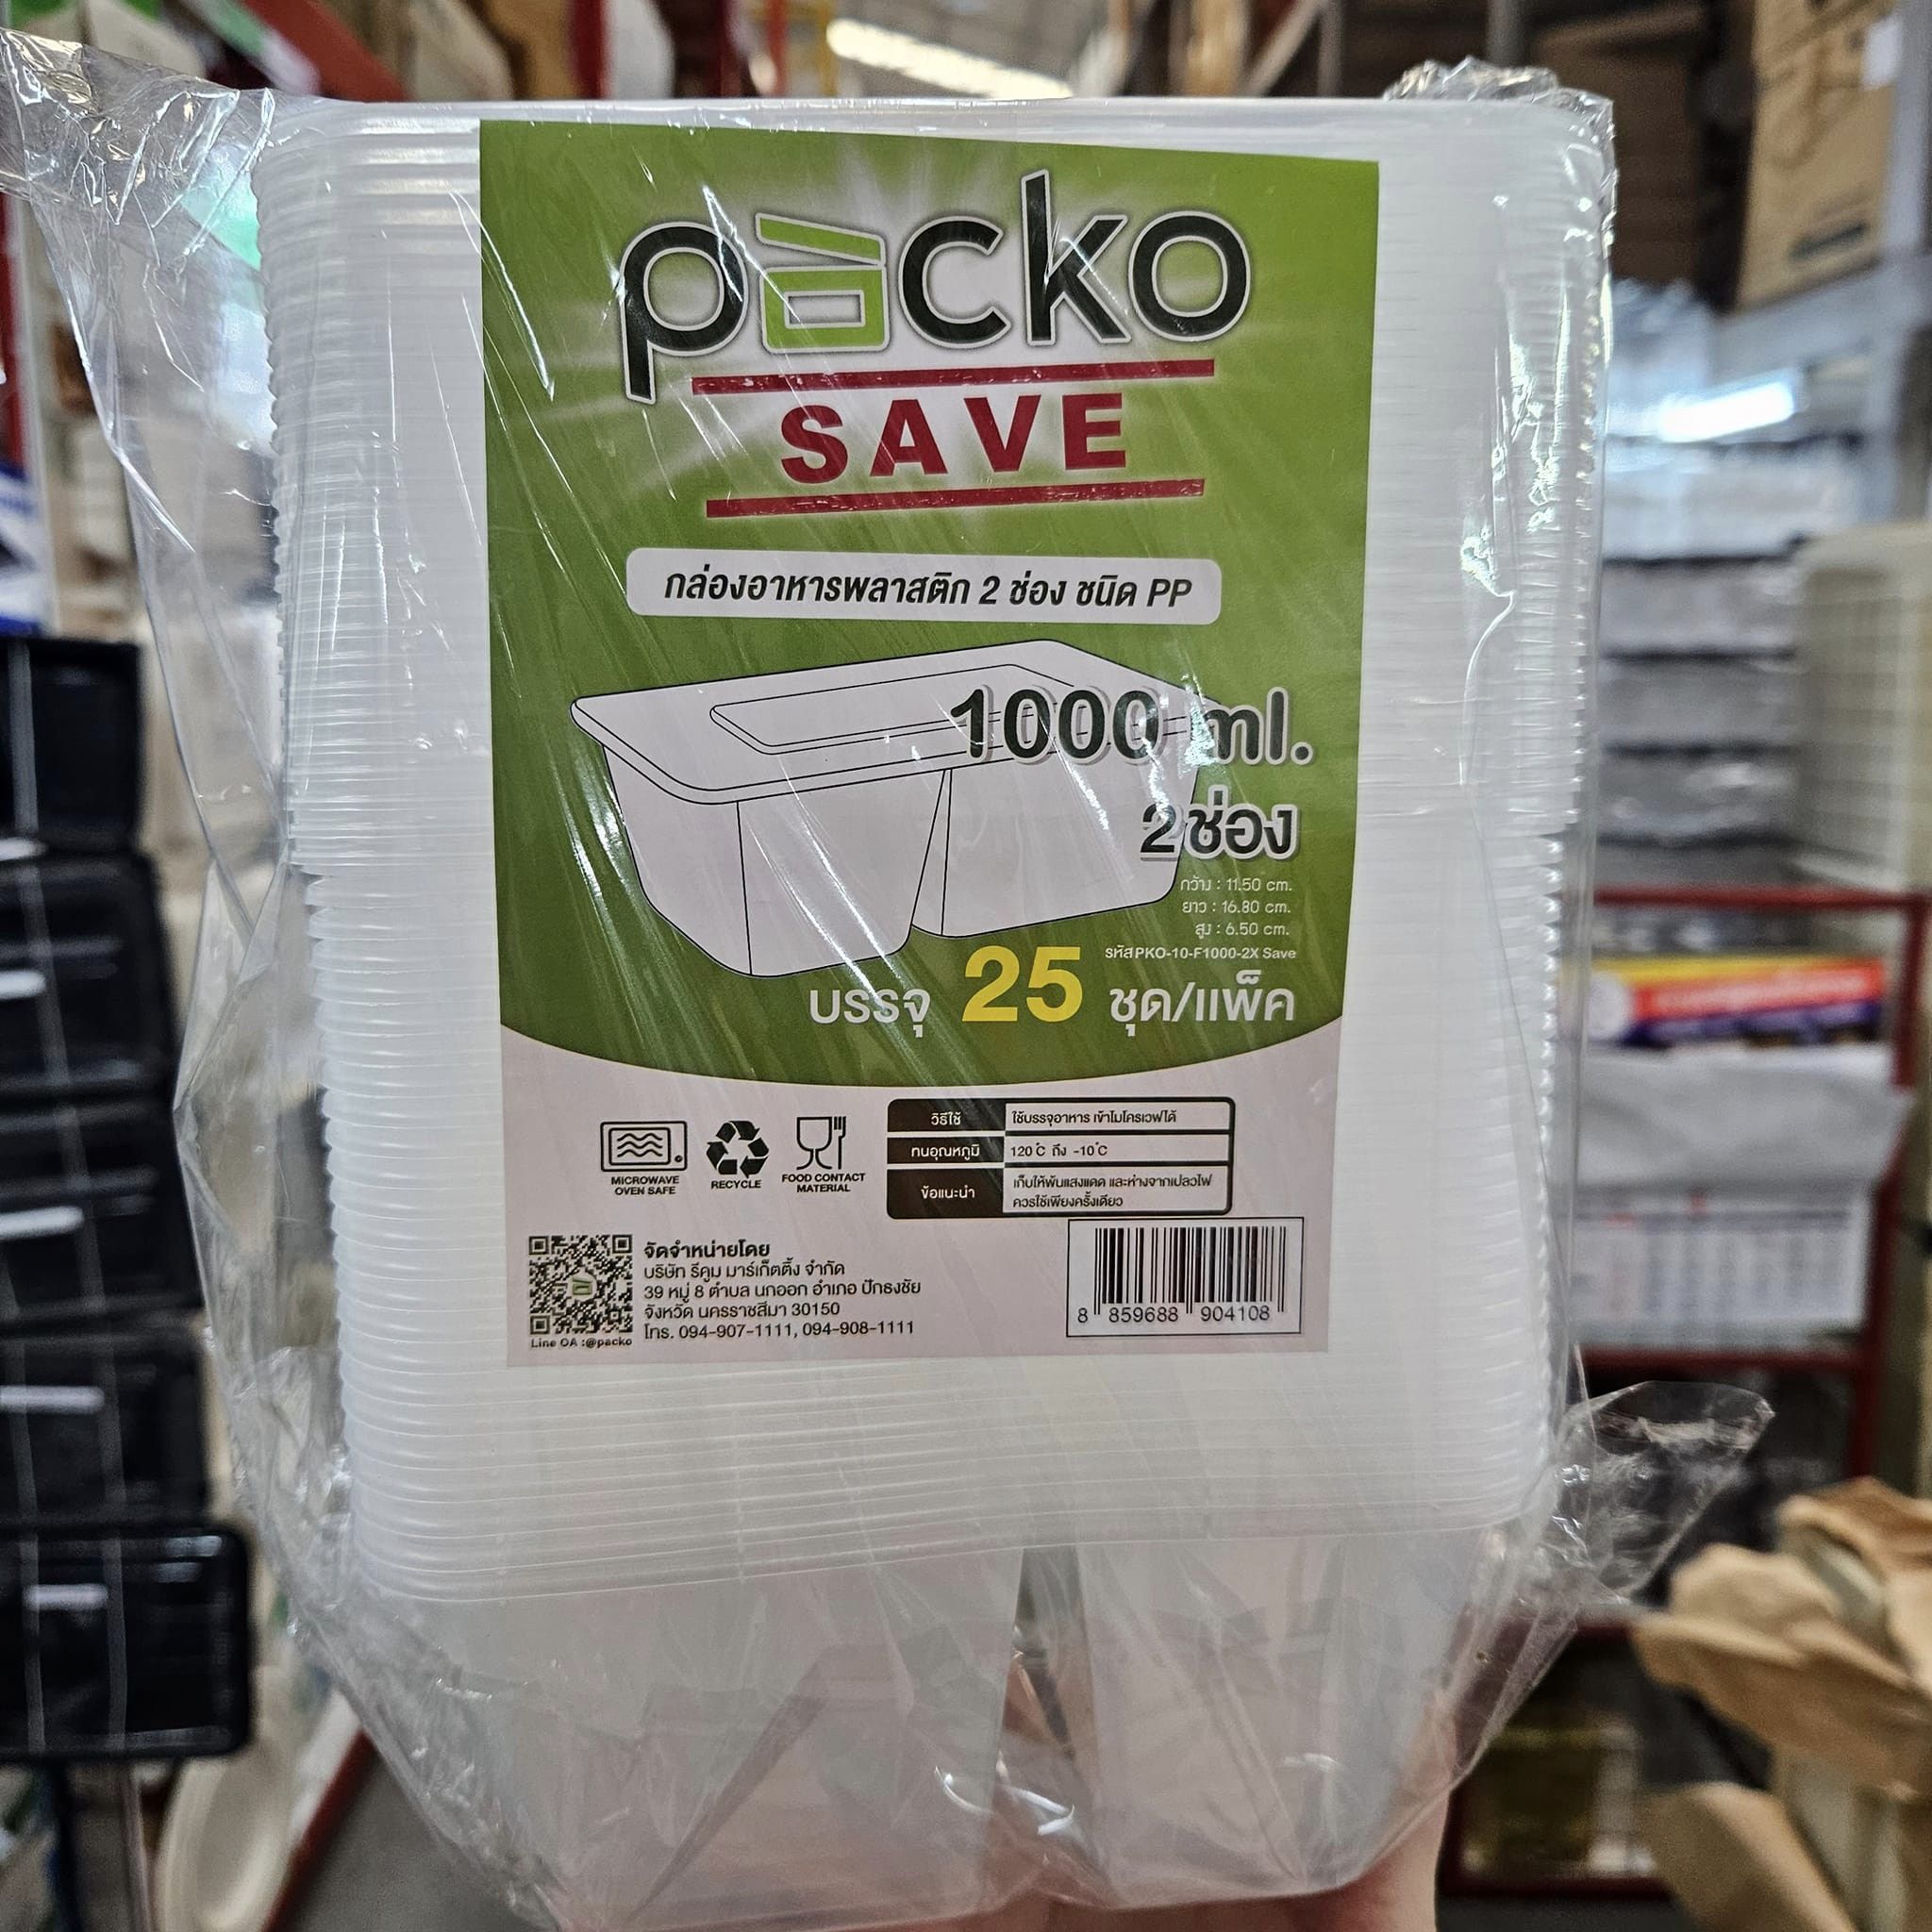 packo
SAVE
กล่องอาหารพลาสติก 2 ช่อง ชนิด PP
1000 ml.
2 ช่อง
กว้าง : 11.50 cm.
ยาว : 16.80 cm.
สูง : 6.50 cm.
รหัส PKO-10-F1000-2X Save
บรรจุ 25 ชุด/แพ็ค
MICROWAVE
OVEN SAFE
RECYCLE
FOOD CONTACT
MATERIAL
วิธีใช้ ใช้บรรจุอาหาร เข้าไมโครเวฟได้
ทนอุณหภูมิ 120°C ถึง -10°C
ข้อแนะนำ เก็บให้พ้นแสงแดด และห่างจากเปลวไฟ
ควรใช้เพียงครั้งเดียว
จัดจำหน่ายโดย
บริษัท รีคูม มาร์เก็ตติ้ง จำกัด
39 หมู่ 8 ตำบล นกออก อำเภอ ปักธงชัย
จังหวัด นครราชสีมา 30150
โทร. 094-907-1111, 094-908-1111
Line OA :@packo
8 859688 904108